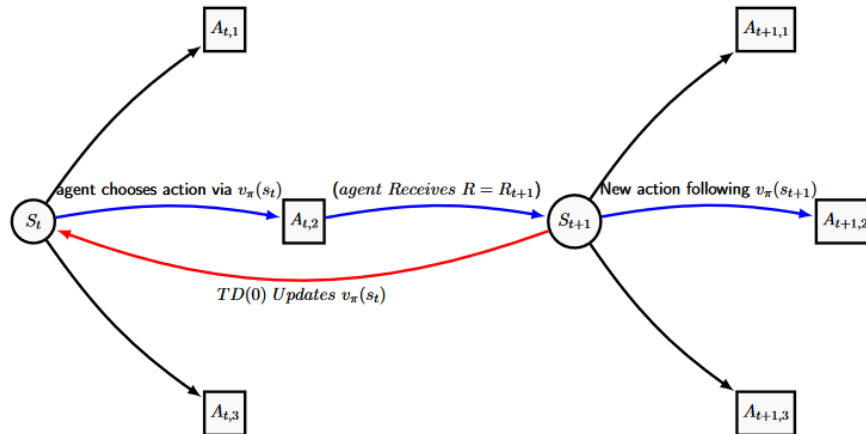 A_{t,1}
A_{t+1,1}
agent chooses action via v_π(s_t)
(agent Receives R = R_{t+1})
New action following v_π(s_{t+1})
S_t
A_{t,2}
S_{t+1}
A_{t+1,2}
TD(0) Updates v_π(s_t)
A_{t,3}
A_{t+1,3}